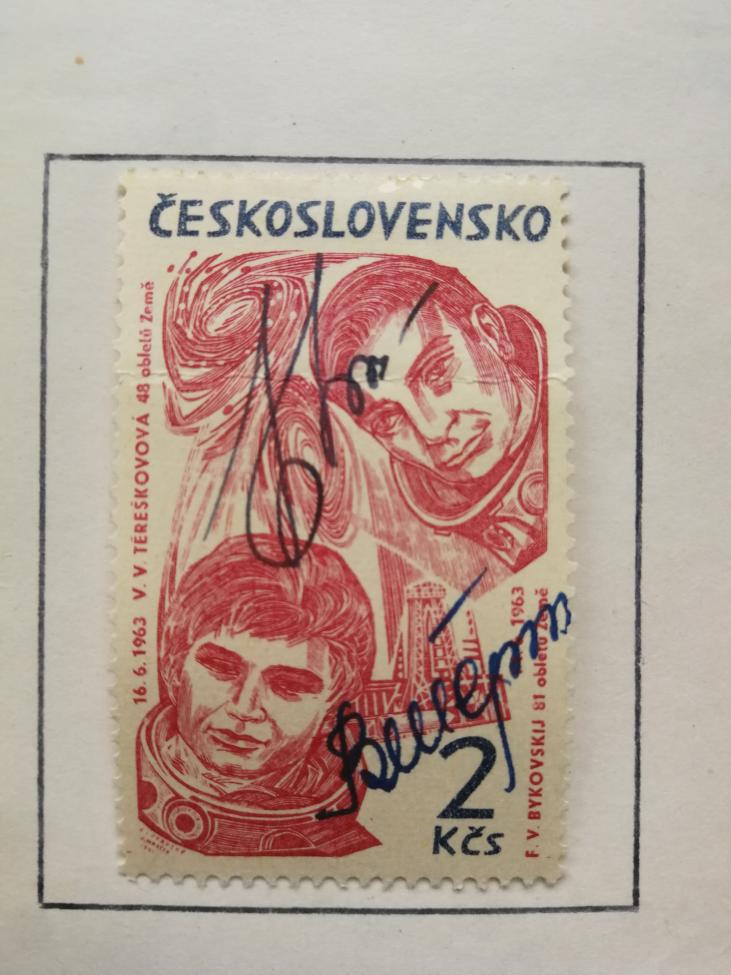 ČESKOSLOVENSKO
16.6.1963 V. V. TEREŠKOVOVÁ 48 obletů Země
1963
F. V. BYKOVSKIJ 81 obletů Země
2
Kčs